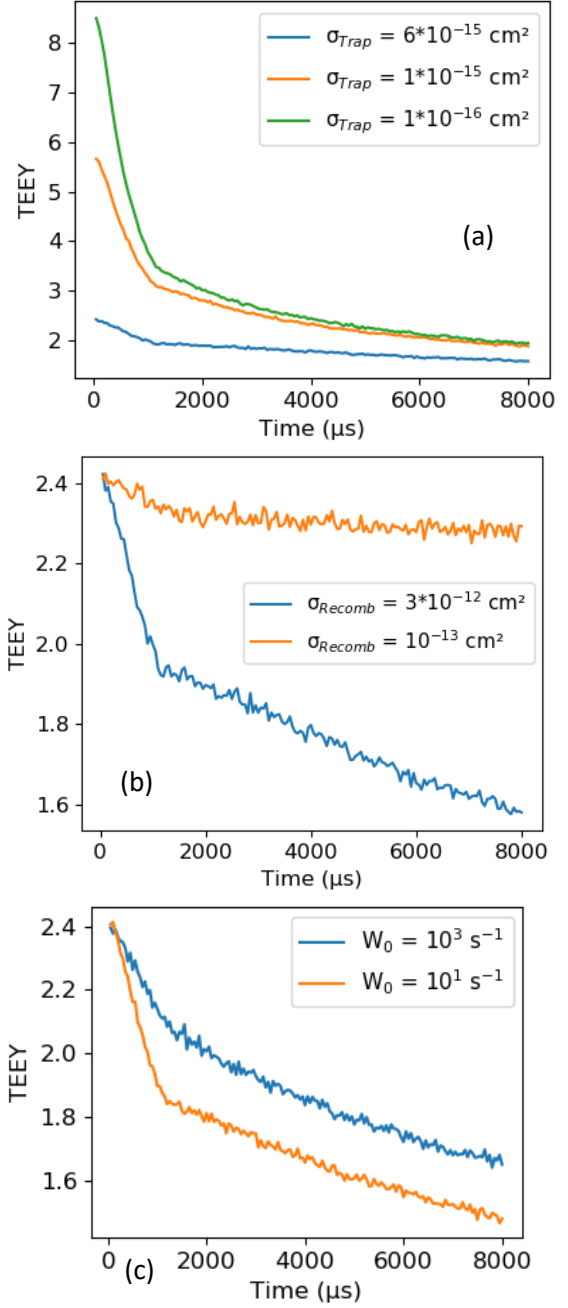 σTrap = 6*10⁻¹⁵ cm²
σTrap = 1*10⁻¹⁵ cm²
σTrap = 1*10⁻¹⁶ cm²
8
7
6
5
4
3
2
TEEY
(a)
0 2000 4000 6000 8000
Time (µs)
2.4
2.2
2.0
1.8
1.6
TEEY
σRecomb = 3*10⁻¹² cm²
σRecomb = 10⁻¹³ cm²
(b)
0 2000 4000 6000 8000
Time (µs)
2.4
2.2
2.0
1.8
1.6
TEEY
W₀ = 10³ s⁻¹
W₀ = 10¹ s⁻¹
0 2000 4000 6000 8000
(c)
Time (µs)